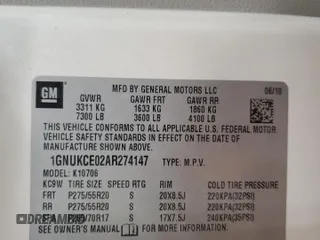 GM
MFD BY GENERAL MOTORS LLC
06/10
GVWR GAWR FRT GAWR RR
3311 KG 1633 KG 1860 KG
7300 LB 3600 LB 4100 LB
THIS VEHICLE CONFORMS TO ALL APPLICABLE U.S. FEDERAL MOTOR
VEHICLE SAFETY STANDARDS IN EFFECT ON THE DATE OF
MANUFACTURE SHOWN ABOVE.
1GNUKCE02AR274147 TYPE: M.P.V.
MODEL: K10706
KC9W TIRE SIZE SPEED RTG RIM COLD TIRE PRESSURE
FRT P275/55R20 S 20X8.5J 220KPA(32PSI)
RR P275/55R20 S 20X8.5J 220KPA(32PSI)
70R17 S 17X7.5J 240KPA(35PSI)
SEE OWNER'S MANUAL FOR